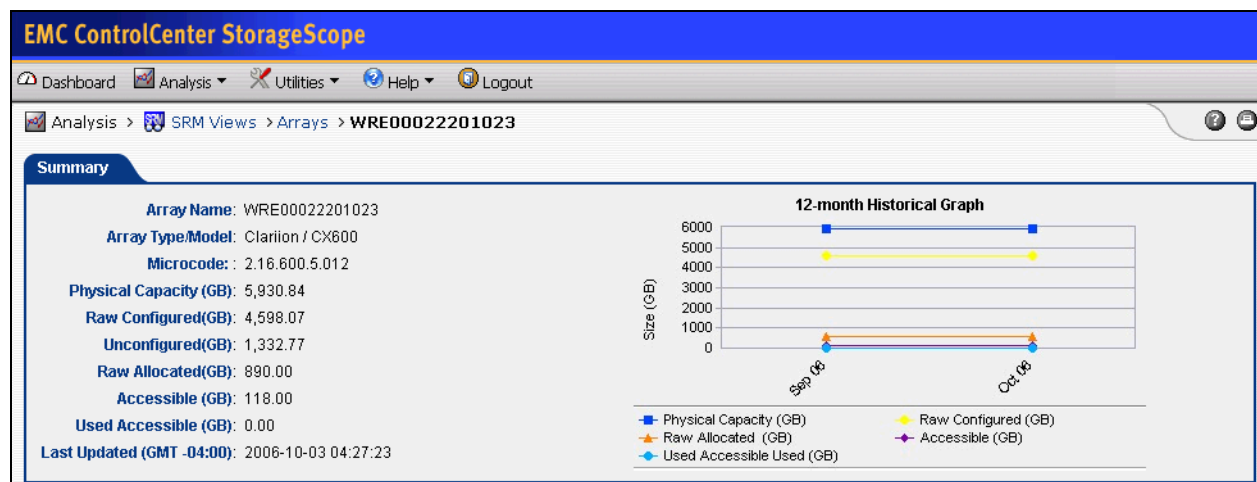 EMC ControlCenter StorageScope
Dashboard Analysis Utilities Help Logout
Analysis > SRM Views > Arrays > WRE00022201023
Summary
Array Name: WRE00022201023
Array Type/Model: Clariion / CX600
Microcode: : 2.16.600.5.012
Physical Capacity (GB): 5,930.84
Raw Configured(GB): 4,598.07
Unconfigured(GB): 1,332.77
Raw Allocated(GB): 890.00
Accessible (GB): 118.00
Used Accessible (GB): 0.00
Last Updated (GMT -04:00): 2006-10-03 04:27:23
12-month Historical Graph
Size (GB)
6000
5000
4000
3000
2000
1000
0
Sep 06
Oct 06
Physical Capacity (GB) Raw Configured (GB)
Raw Allocated (GB) Accessible (GB)
Used Accessible Used (GB)